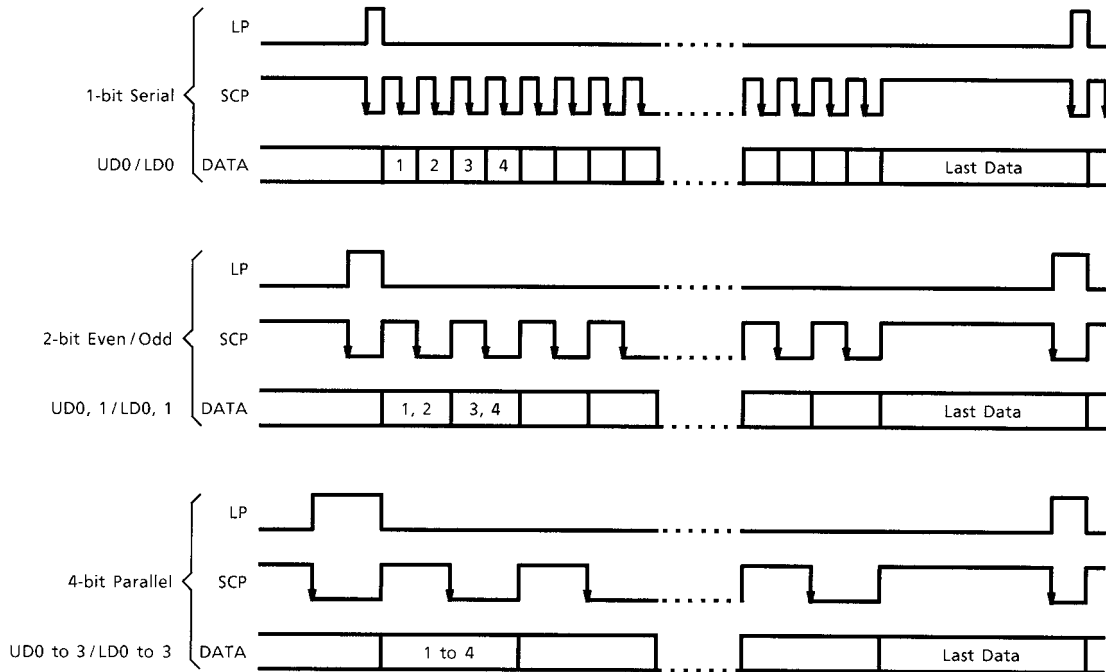 LP
1-bit Serial
SCP
UD0/LD0
DATA
1 2 3 4
Last Data
LP
2-bit Even/Odd
SCP
UD0, 1/LD0, 1
DATA
1, 2 3, 4
Last Data
LP
4-bit Parallel
SCP
UD0 to 3/LD0 to 3
DATA
1 to 4
Last Data